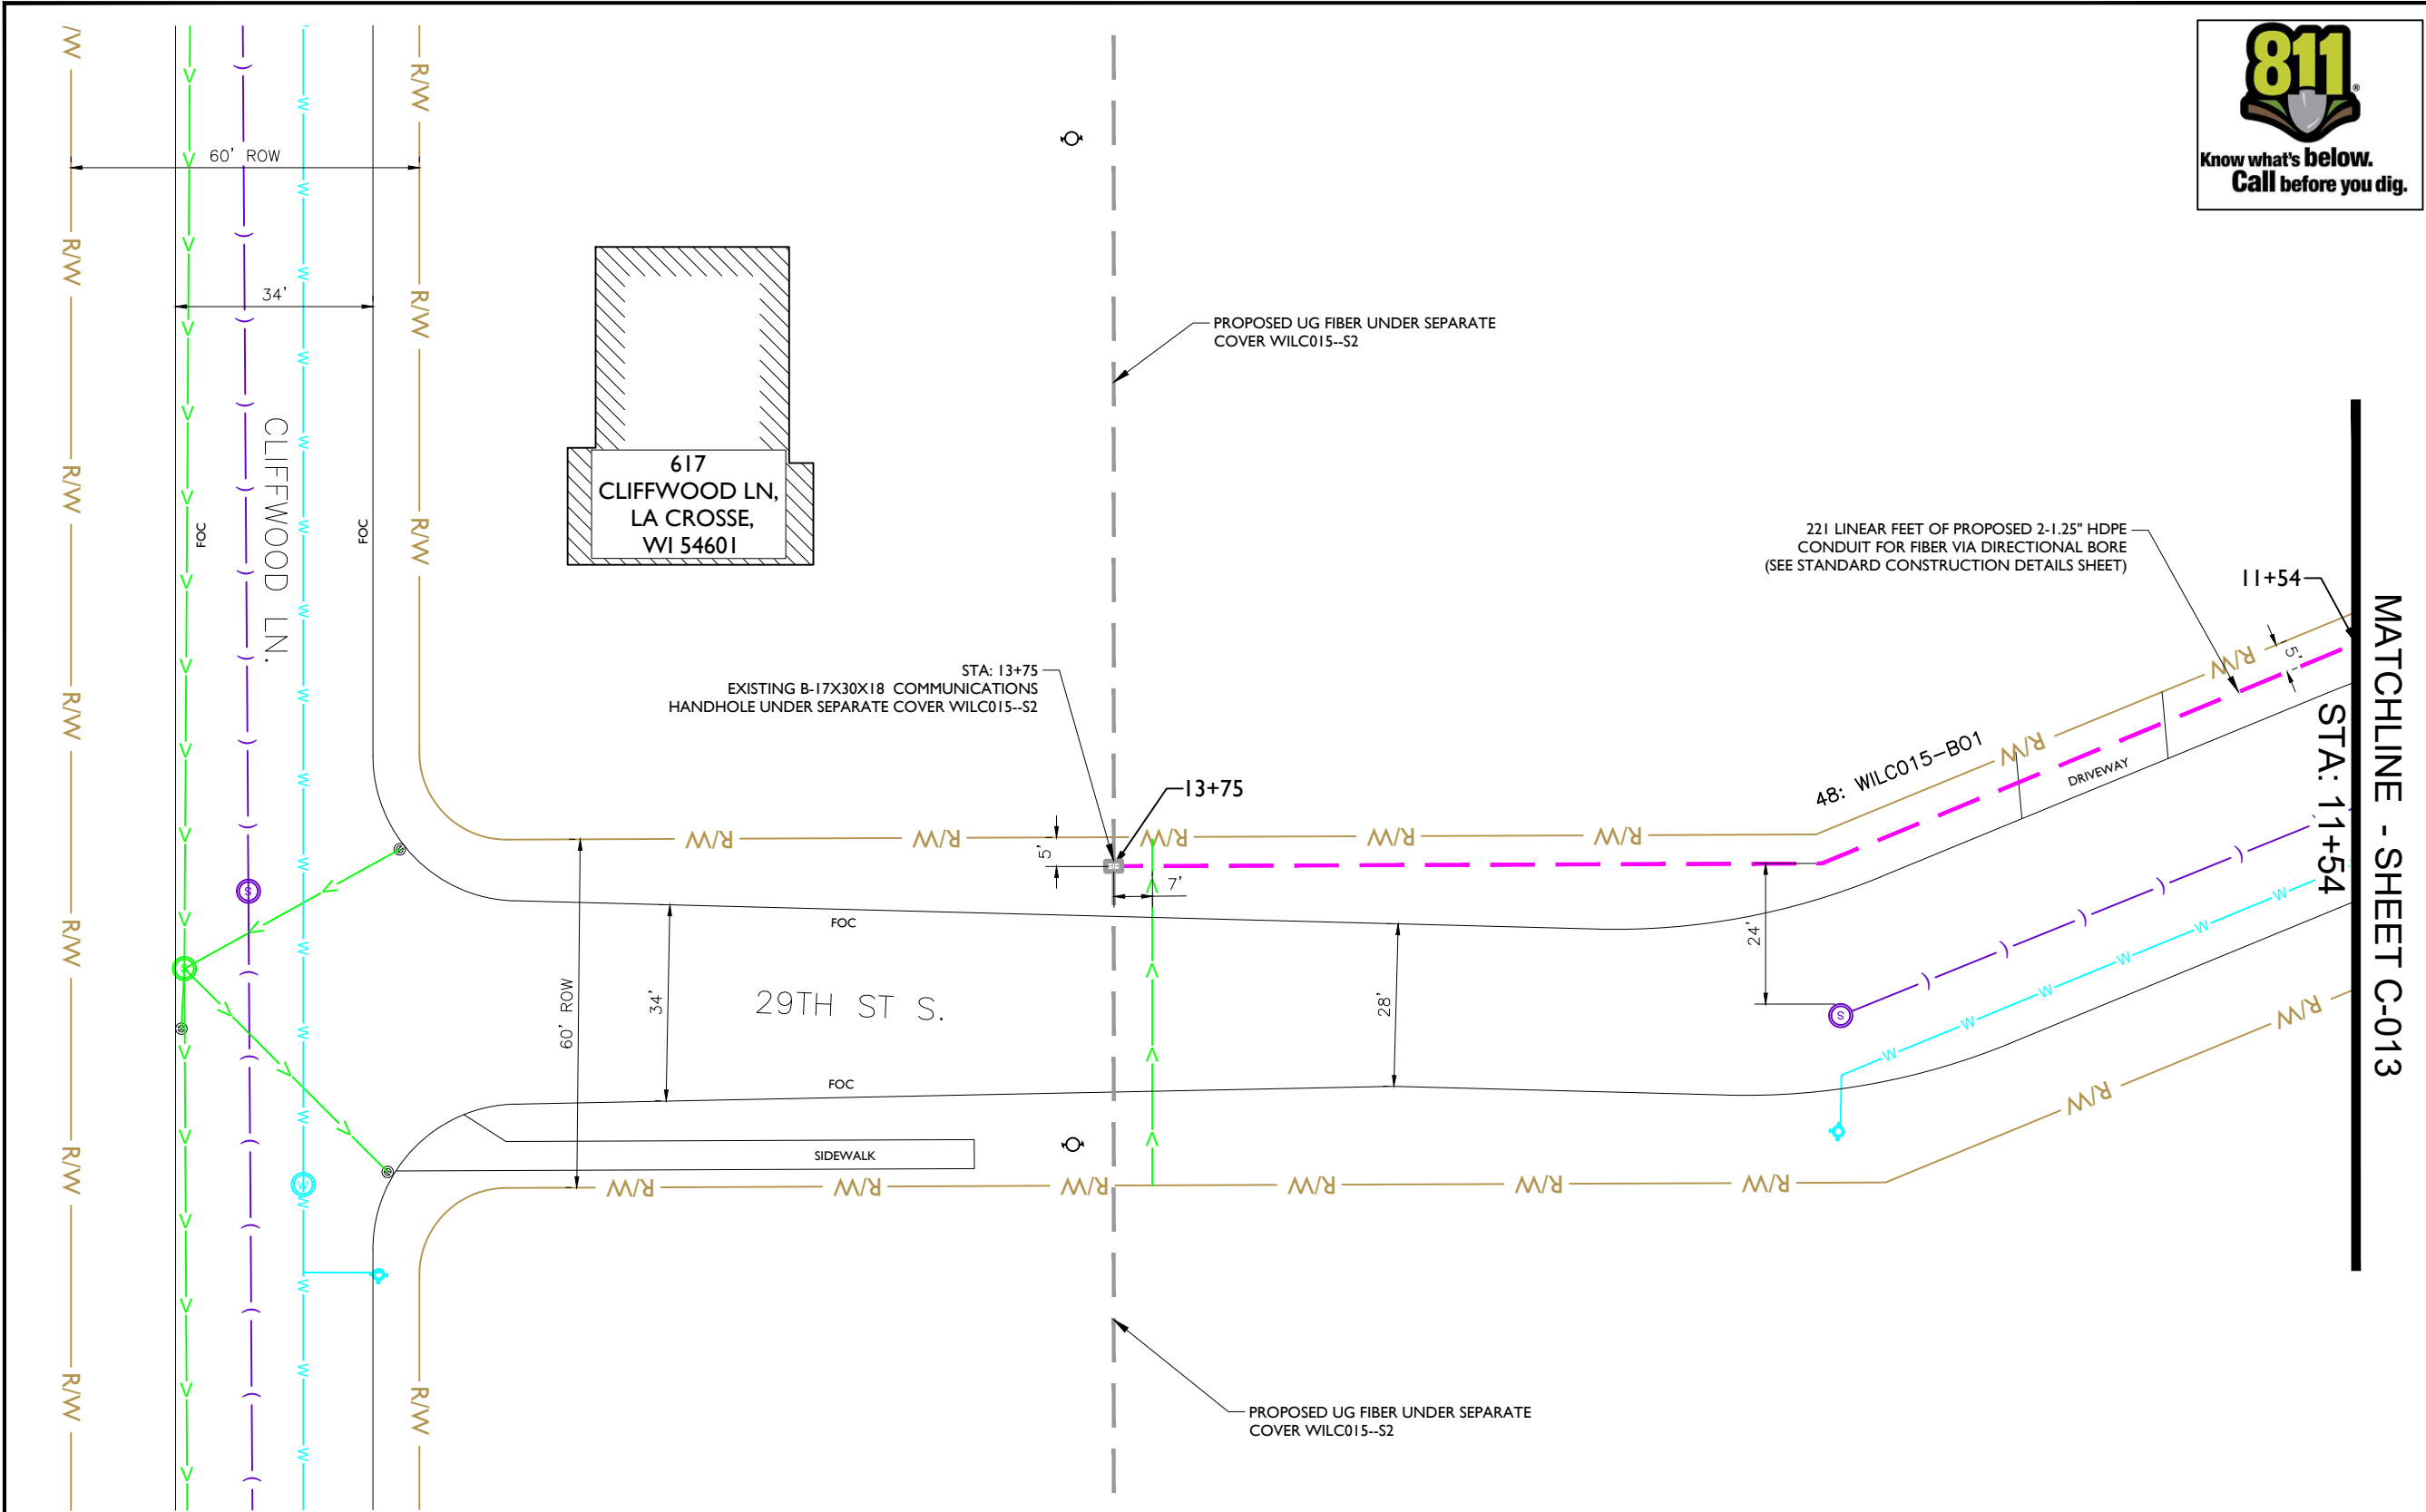 811®
Know what's below.
Call before you dig.
60' ROW
34'
R/W
R/W
R/W
R/W
R/W
R/W
R/W
R/W
R/W
R/W
R/W
CLIFFWOOD LN.
FOC
FOC
617
CLIFFWOOD LN,
LA CROSSE,
WI 54601
PROPOSED UG FIBER UNDER SEPARATE
COVER WILC015--S2
221 LINEAR FEET OF PROPOSED 2-1.25" HDPE
CONDUIT FOR FIBER VIA DIRECTIONAL BORE
(SEE STANDARD CONSTRUCTION DETAILS SHEET)
11+54
MATCHLINE - SHEET C-013
STA: 11+54
STA: 13+75
EXISTING B-17X30X18 COMMUNICATIONS
HANDHOLE UNDER SEPARATE COVER WILC015--S2
13+75
48: WILC015-B01
DRIVEWAY
5'
5'
7'
24'
R/W
R/W
R/W
R/W
R/W
R/W
R/W
FOC
60' ROW
34'
29TH ST S.
28'
FOC
SIDEWALK
S
S
S
W
R/W
R/W
R/W
R/W
R/W
R/W
R/W
R/W
PROPOSED UG FIBER UNDER SEPARATE
COVER WILC015--S2